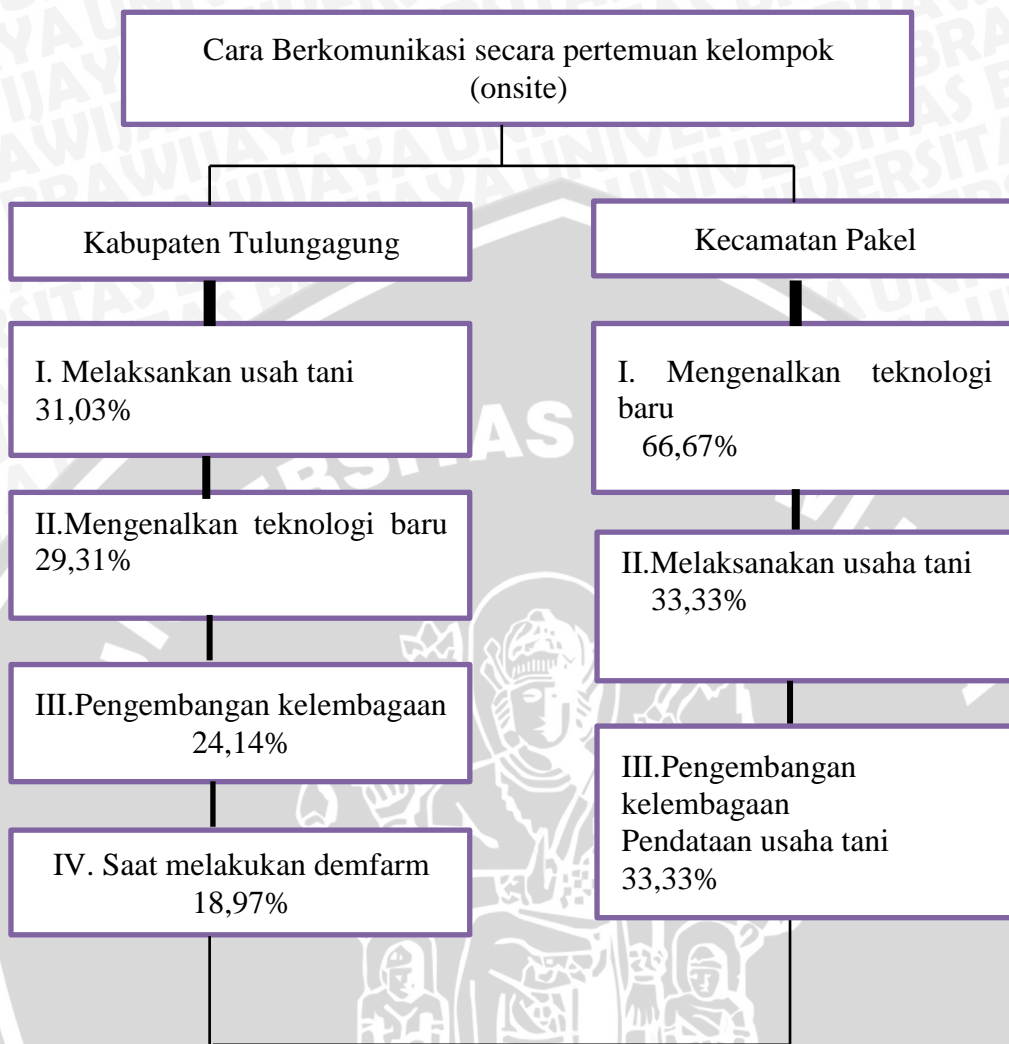 Cara Berkomunikasi secara pertemuan kelompok
(onsite)
Kabupaten Tulungagung
Kecamatan Pakel
I. Melaksankan usah tani
31,03%
I. Mengenalkan teknologi
baru
66,67%
II.Mengenalkan teknologi baru
29,31%
II.Melaksanakan usaha tani
33,33%
III.Pengembangan kelembagaan
24,14%
III.Pengembangan
kelembagaan
Pendataan usaha tani
33,33%
IV. Saat melakukan demfarm
18,97%